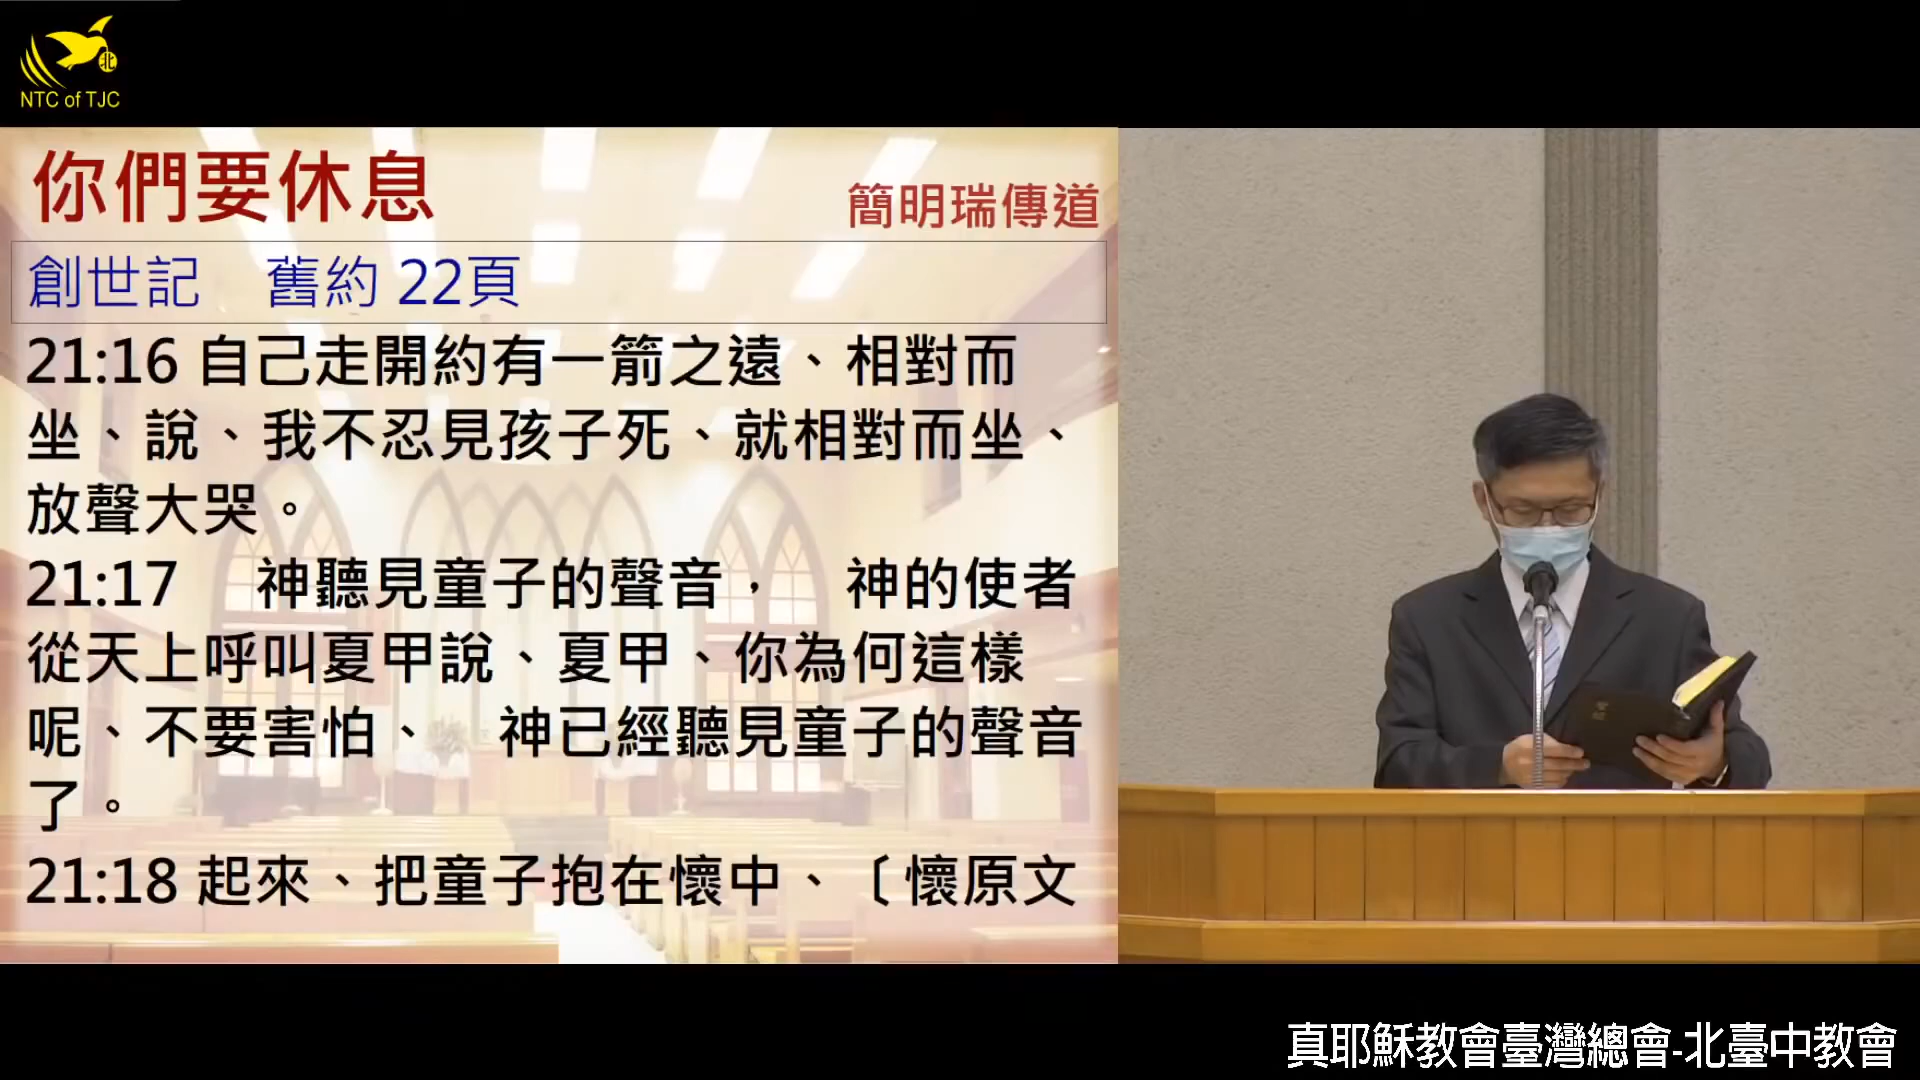 北
NTC of TJC
你們要休息
簡明瑞傳道
創世記 舊約 22頁
21:16 自己走開約有一箭之遠、相對而
坐、說、我不忍見孩子死、就相對而坐、
放聲大哭。
21:17 神聽見童子的聲音， 神的使者
從天上呼叫夏甲說、夏甲、你為何這樣
呢、不要害怕、 神已經聽見童子的聲音
了。
21:18 起來、把童子抱在懷中、〔懷原文
真耶穌教會臺灣總會-北臺中教會